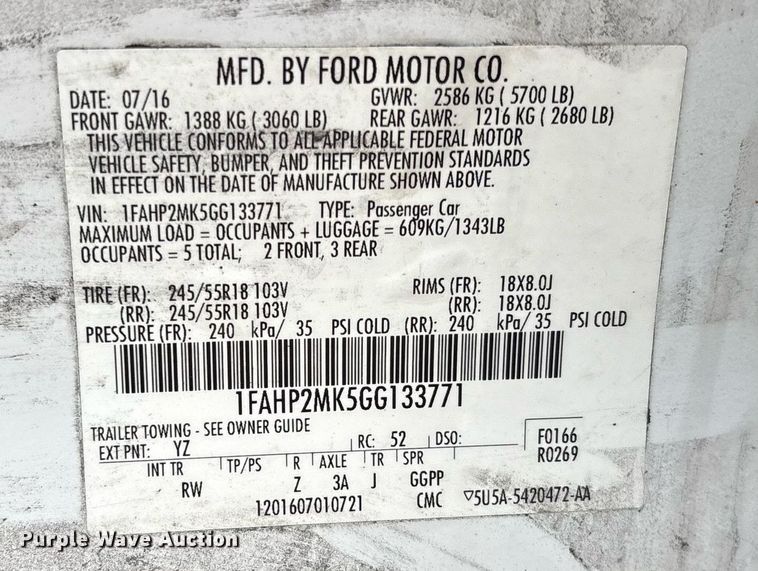 MFD. BY FORD MOTOR CO.
DATE: 07/16 GVWR: 2586 KG ( 5700 LB)
FRONT GAWR: 1388 KG ( 3060 LB) REAR GAWR: 1216 KG ( 2680 LB)
THIS VEHICLE CONFORMS TO ALL APPLICABLE FEDERAL MOTOR
VEHICLE SAFETY, BUMPER, AND THEFT PREVENTION STANDARDS
IN EFFECT ON THE DATE OF MANUFACTURE SHOWN ABOVE.
VIN: 1FAHP2MK5GG133771 TYPE: Passenger Car
MAXIMUM LOAD = OCCUPANTS + LUGGAGE = 609KG/1343LB
OCCUPANTS = 5 TOTAL; 2 FRONT, 3 REAR
TIRE (FR): 245/55R18 103V RIMS (FR): 18X8.0J
(RR): 245/55R18 103V (RR): 18X8.0J
PRESSURE (FR): 240 kPa/ 35 PSI COLD (RR): 240 kPa/ 35 PSI COLD
1FAHP2MK5GG133771
TRAILER TOWING - SEE OWNER GUIDE
EXT PNT: YZ RC: 52 DSO: F0166
R0269
INT TR TP/PS R AXLE TR SPR
RW Z 3A J GGPP
1201607010721 CMC ▽5U5A-5420472-AA
Purple Wave Auction